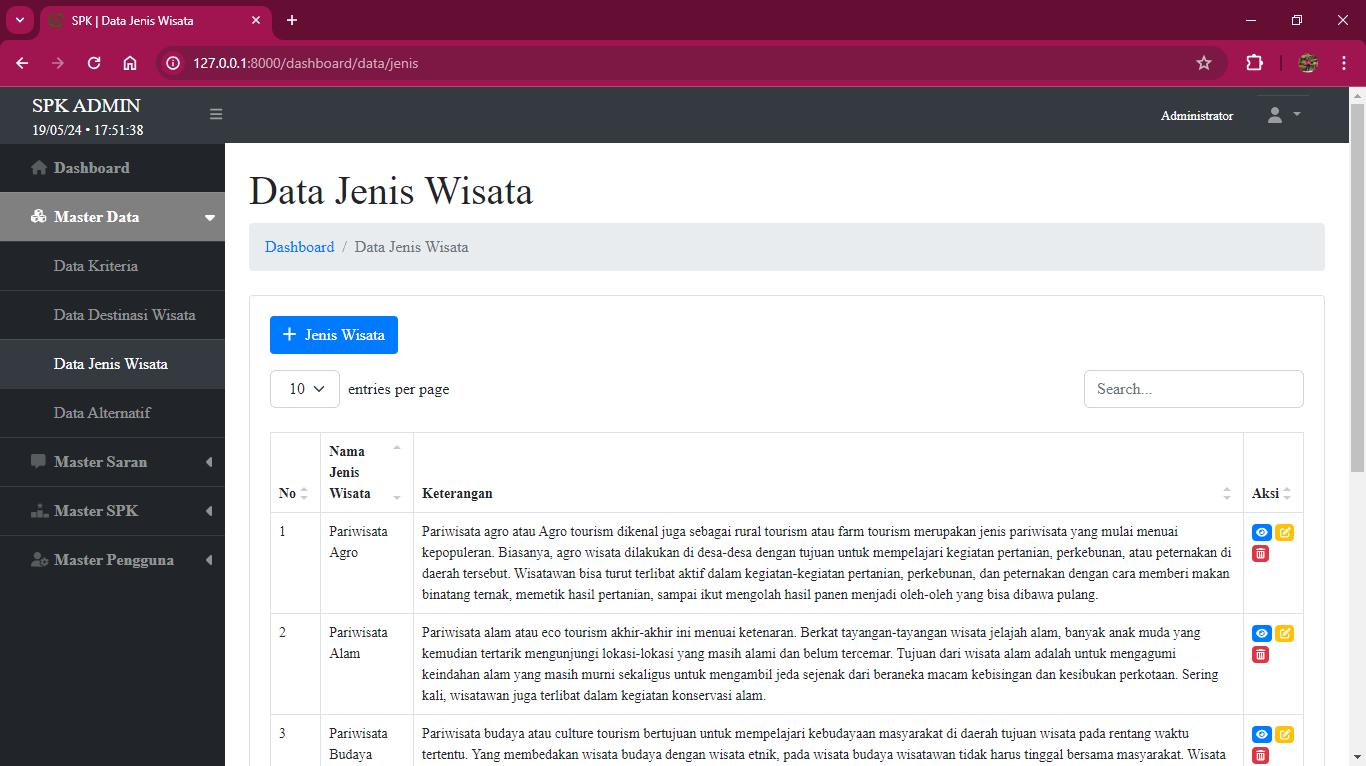 SPK | Data Jenis Wisata
127.0.0.1:8000/dashboard/data/jenis
SPK ADMIN
19/05/24 • 17:51:38
Administrator
Dashboard
Master Data
Data Kriteria
Data Destinasi Wisata
Data Jenis Wisata
Data Alternatif
Master Saran
Master SPK
Master Pengguna
Data Jenis Wisata
Dashboard / Data Jenis Wisata
+ Jenis Wisata
10 entries per page
Search...
No
Nama
Jenis
Wisata
Keterangan
Aksi
1
Pariwisata
Agro
Pariwisata agro atau Agro tourism dikenal juga sebagai rural tourism atau farm tourism merupakan jenis pariwisata yang mulai menuai
kepopuleran. Biasanya, agro wisata dilakukan di desa-desa dengan tujuan untuk mempelajari kegiatan pertanian, perkebunan, atau peternakan di
daerah tersebut. Wisatawan bisa turut terlibat aktif dalam kegiatan-kegiatan pertanian, perkebunan, dan peternakan dengan cara memberi makan
binatang ternak, memetik hasil pertanian, sampai ikut mengolah hasil panen menjadi oleh-oleh yang bisa dibawa pulang.
2
Pariwisata
Alam
Pariwisata alam atau eco tourism akhir-akhir ini menuai ketenaran. Berkat tayangan-tayangan wisata jelajah alam, banyak anak muda yang
kemudian tertarik mengunjungi lokasi-lokasi yang masih alami dan belum tercemar. Tujuan dari wisata alam adalah untuk mengagumi
keindahan alam yang masih murni sekaligus untuk mengambil jeda sejenak dari beraneka macam kebisingan dan kesibukan perkotaan. Sering
kali, wisatawan juga terlibat dalam kegiatan konservasi alam.
3
Pariwisata
Budaya
Pariwisata budaya atau culture tourism bertujuan untuk mempelajari kebudayaan masyarakat di daerah tujuan wisata pada rentang waktu
tertentu. Yang membedakan wisata budaya dengan wisata etnik, pada wisata budaya wisatawan tidak harus tinggal bersama masyarakat. Wisata